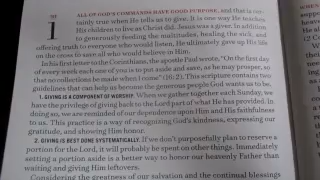 1 ALL OF GOD'S COMMANDS HAVE GOOD PURPOSE, and that is cer-
tainly true when He tells us to give. It is one way He teaches
His children to live as Christ did. Jesus was a giver. In addition
to generously feeding the multitudes, healing the sick, and
offering truth to everyone who would listen, He ultimately gave up His life
on the cross to save all who would believe in Him.
In his first letter to the Corinthians, the apostle Paul wrote, "On the first day
of every week each one of you is to put aside and save, as he may prosper, so
that no collections be made when I come" (16:2). This scripture contains two
guidelines that can help us become the generous people God wants us to be.
1. GIVING IS A COMPONENT OF WORSHIP. When we gather together each Sunday, we
have the privilege of giving back to the Lord part of what He has provided. In
doing so, we are reminded of our dependence upon Him and His faithfulness
to us. This practice is a way of recognizing God's kindness, expressing our
gratitude, and showing Him honor.
2. GIVING IS BEST DONE SYSTEMATICALLY. If we don't purposefully plan to reserve a
portion for the Lord, it will probably be spent on other things. Immediately
setting a portion aside is a better way to honor our heavenly Father than
waiting and giving Him leftovers.
Considering the greatness of our salvation and the continual blessings